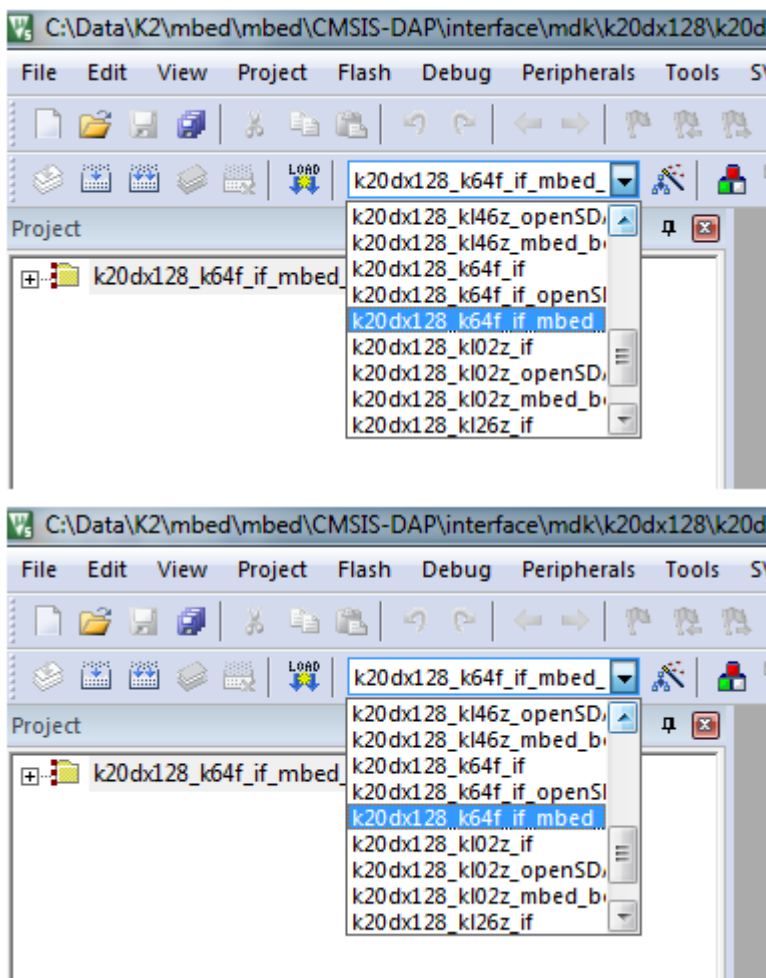 C:\Data\K2\mbed\mbed\CMSIS-DAP\interface\mdk\k20dx128\k20d
File Edit View Project Flash Debug Peripherals Tools
LOAD k20dx128_k64f_if_mbed_
Project
k20dx128_k64f_if_mbed_
k20dx128_kl46z_openSD
k20dx128_kl46z_mbed_b
k20dx128_k64f_if
k20dx128_k64f_if_openS
k20dx128_k64f_if_mbed_
k20dx128_kl02z_if
k20dx128_kl02z_openSD
k20dx128_kl02z_mbed_b
k20dx128_kl26z_if
C:\Data\K2\mbed\mbed\CMSIS-DAP\interface\mdk\k20dx128\k20d
File Edit View Project Flash Debug Peripherals Tools
LOAD k20dx128_k64f_if_mbed_
Project
k20dx128_k64f_if_mbed_
k20dx128_kl46z_openSD
k20dx128_kl46z_mbed_b
k20dx128_k64f_if
k20dx128_k64f_if_openS
k20dx128_k64f_if_mbed_
k20dx128_kl02z_if
k20dx128_kl02z_openSD
k20dx128_kl02z_mbed_b
k20dx128_kl26z_if